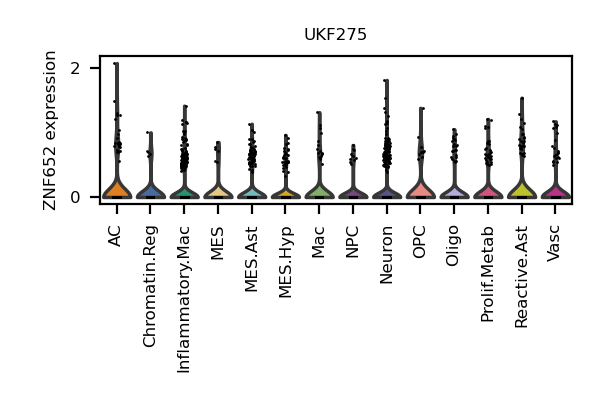 UKF275
ZNF652 expression
2
0
AC
Chromatin.Reg
Inflammatory.Mac
MES
MES.Ast
MES.Hyp
Mac
NPC
Neuron
OPC
Oligo
Prolif.Metab
Reactive.Ast
Vasc